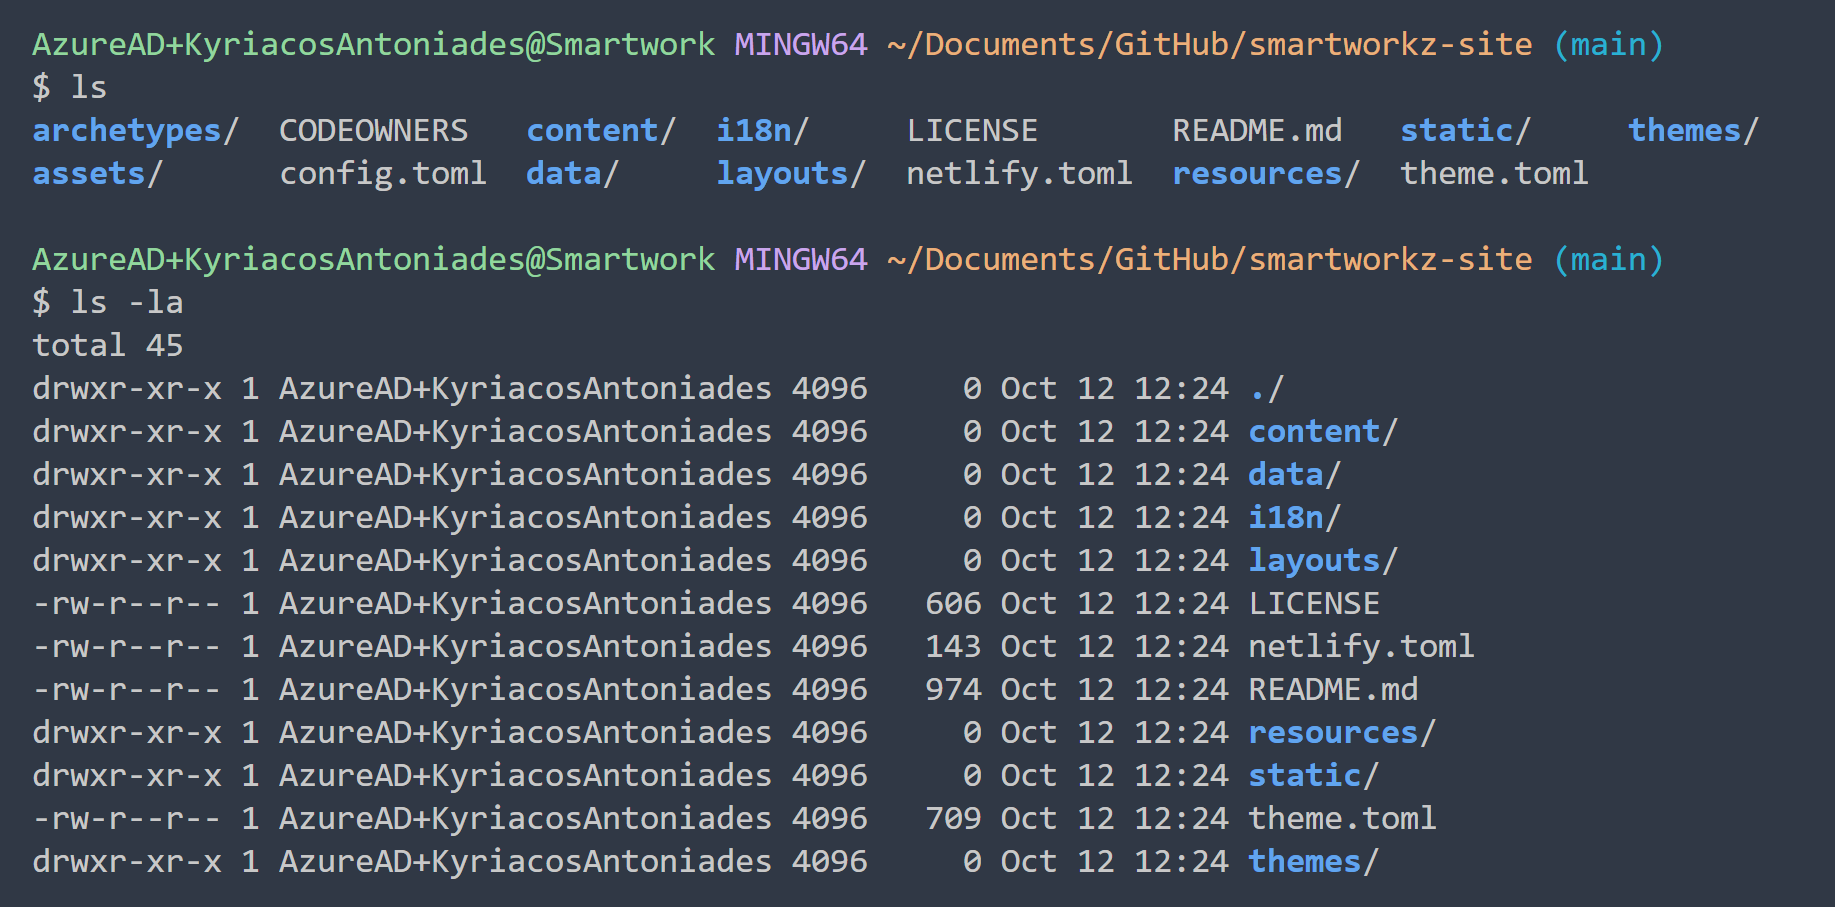 AzureAD+KyriacosAntoniades@Smartwork MINGW64 ~/Documents/GitHub/smartworkz-site (main)
$ ls
archetypes/  CODEOWNERS   content/  i18n/     LICENSE       README.md   static/     themes/
assets/      config.toml  data/     layouts/  netlify.toml  resources/  theme.toml

AzureAD+KyriacosAntoniades@Smartwork MINGW64 ~/Documents/GitHub/smartworkz-site (main)
$ ls -la
total 45
drwxr-xr-x 1 AzureAD+KyriacosAntoniades 4096     0 Oct 12 12:24 ./
drwxr-xr-x 1 AzureAD+KyriacosAntoniades 4096     0 Oct 12 12:24 content/
drwxr-xr-x 1 AzureAD+KyriacosAntoniades 4096     0 Oct 12 12:24 data/
drwxr-xr-x 1 AzureAD+KyriacosAntoniades 4096     0 Oct 12 12:24 i18n/
drwxr-xr-x 1 AzureAD+KyriacosAntoniades 4096     0 Oct 12 12:24 layouts/
-rw-r--r-- 1 AzureAD+KyriacosAntoniades 4096   606 Oct 12 12:24 LICENSE
-rw-r--r-- 1 AzureAD+KyriacosAntoniades 4096   143 Oct 12 12:24 netlify.toml
-rw-r--r-- 1 AzureAD+KyriacosAntoniades 4096   974 Oct 12 12:24 README.md
drwxr-xr-x 1 AzureAD+KyriacosAntoniades 4096     0 Oct 12 12:24 resources/
drwxr-xr-x 1 AzureAD+KyriacosAntoniades 4096     0 Oct 12 12:24 static/
-rw-r--r-- 1 AzureAD+KyriacosAntoniades 4096   709 Oct 12 12:24 theme.toml
drwxr-xr-x 1 AzureAD+KyriacosAntoniades 4096     0 Oct 12 12:24 themes/